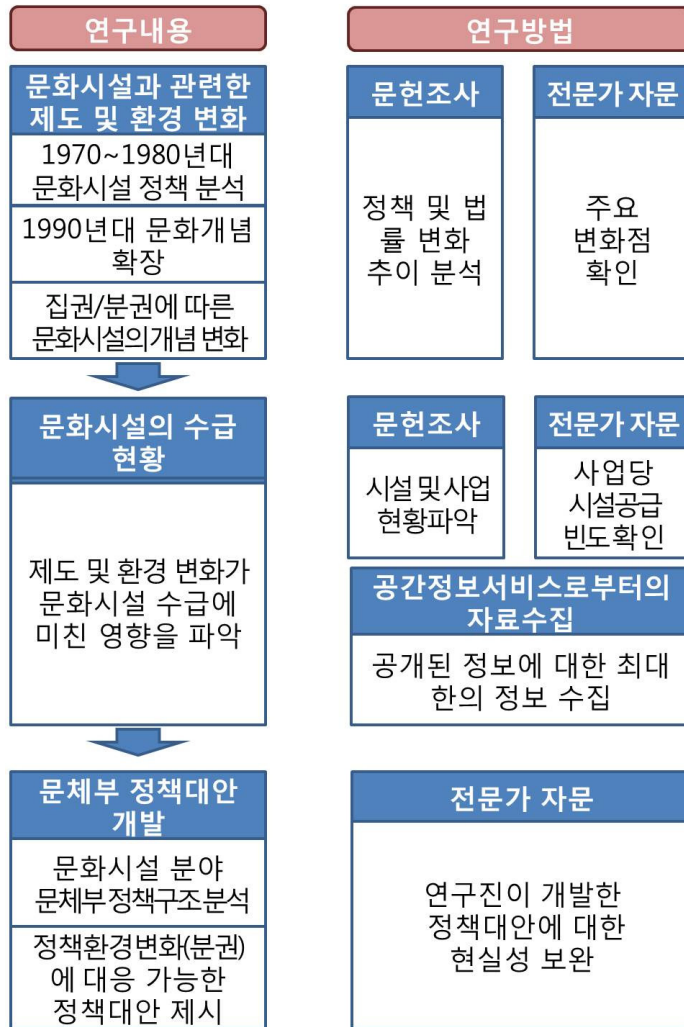 연구내용
연구방법
문화시설과 관련한
제도 및 환경 변화
1970~1980년대
문화시설 정책 분석
1990년대 문화개념
확장
집권/분권에 따른
문화시설의개념 변화
문헌조사
정책 및 법
률 변화
추이 분석
전문가 자문
주요
변화점
확인
문화시설의 수급
현황
제도 및 환경 변화가
문화시설 수급에
미친 영향을 파악
문헌조사
시설 및 사업
현황파악
전문가 자문
사업당
시설공급
빈도확인
공간정보서비스로부터의
자료수집
공개된 정보에 대한 최대
한의 정보 수집
문체부 정책대안
개발
문화시설 분야
문체부정책구조분석
정책환경변화(분권)
에 대응 가능한
정책대안 제시
전문가 자문
연구진이 개발한
정책대안에 대한
현실성 보완